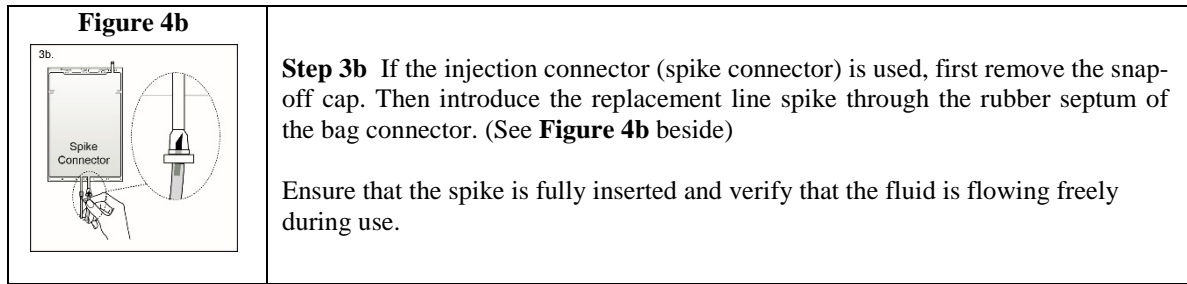 Figure 4b
3b.
Spike
Connector
Step 3b If the injection connector (spike connector) is used, first remove the snap-
off cap. Then introduce the replacement line spike through the rubber septum of
the bag connector. (See Figure 4b beside)
Ensure that the spike is fully inserted and verify that the fluid is flowing freely
during use.